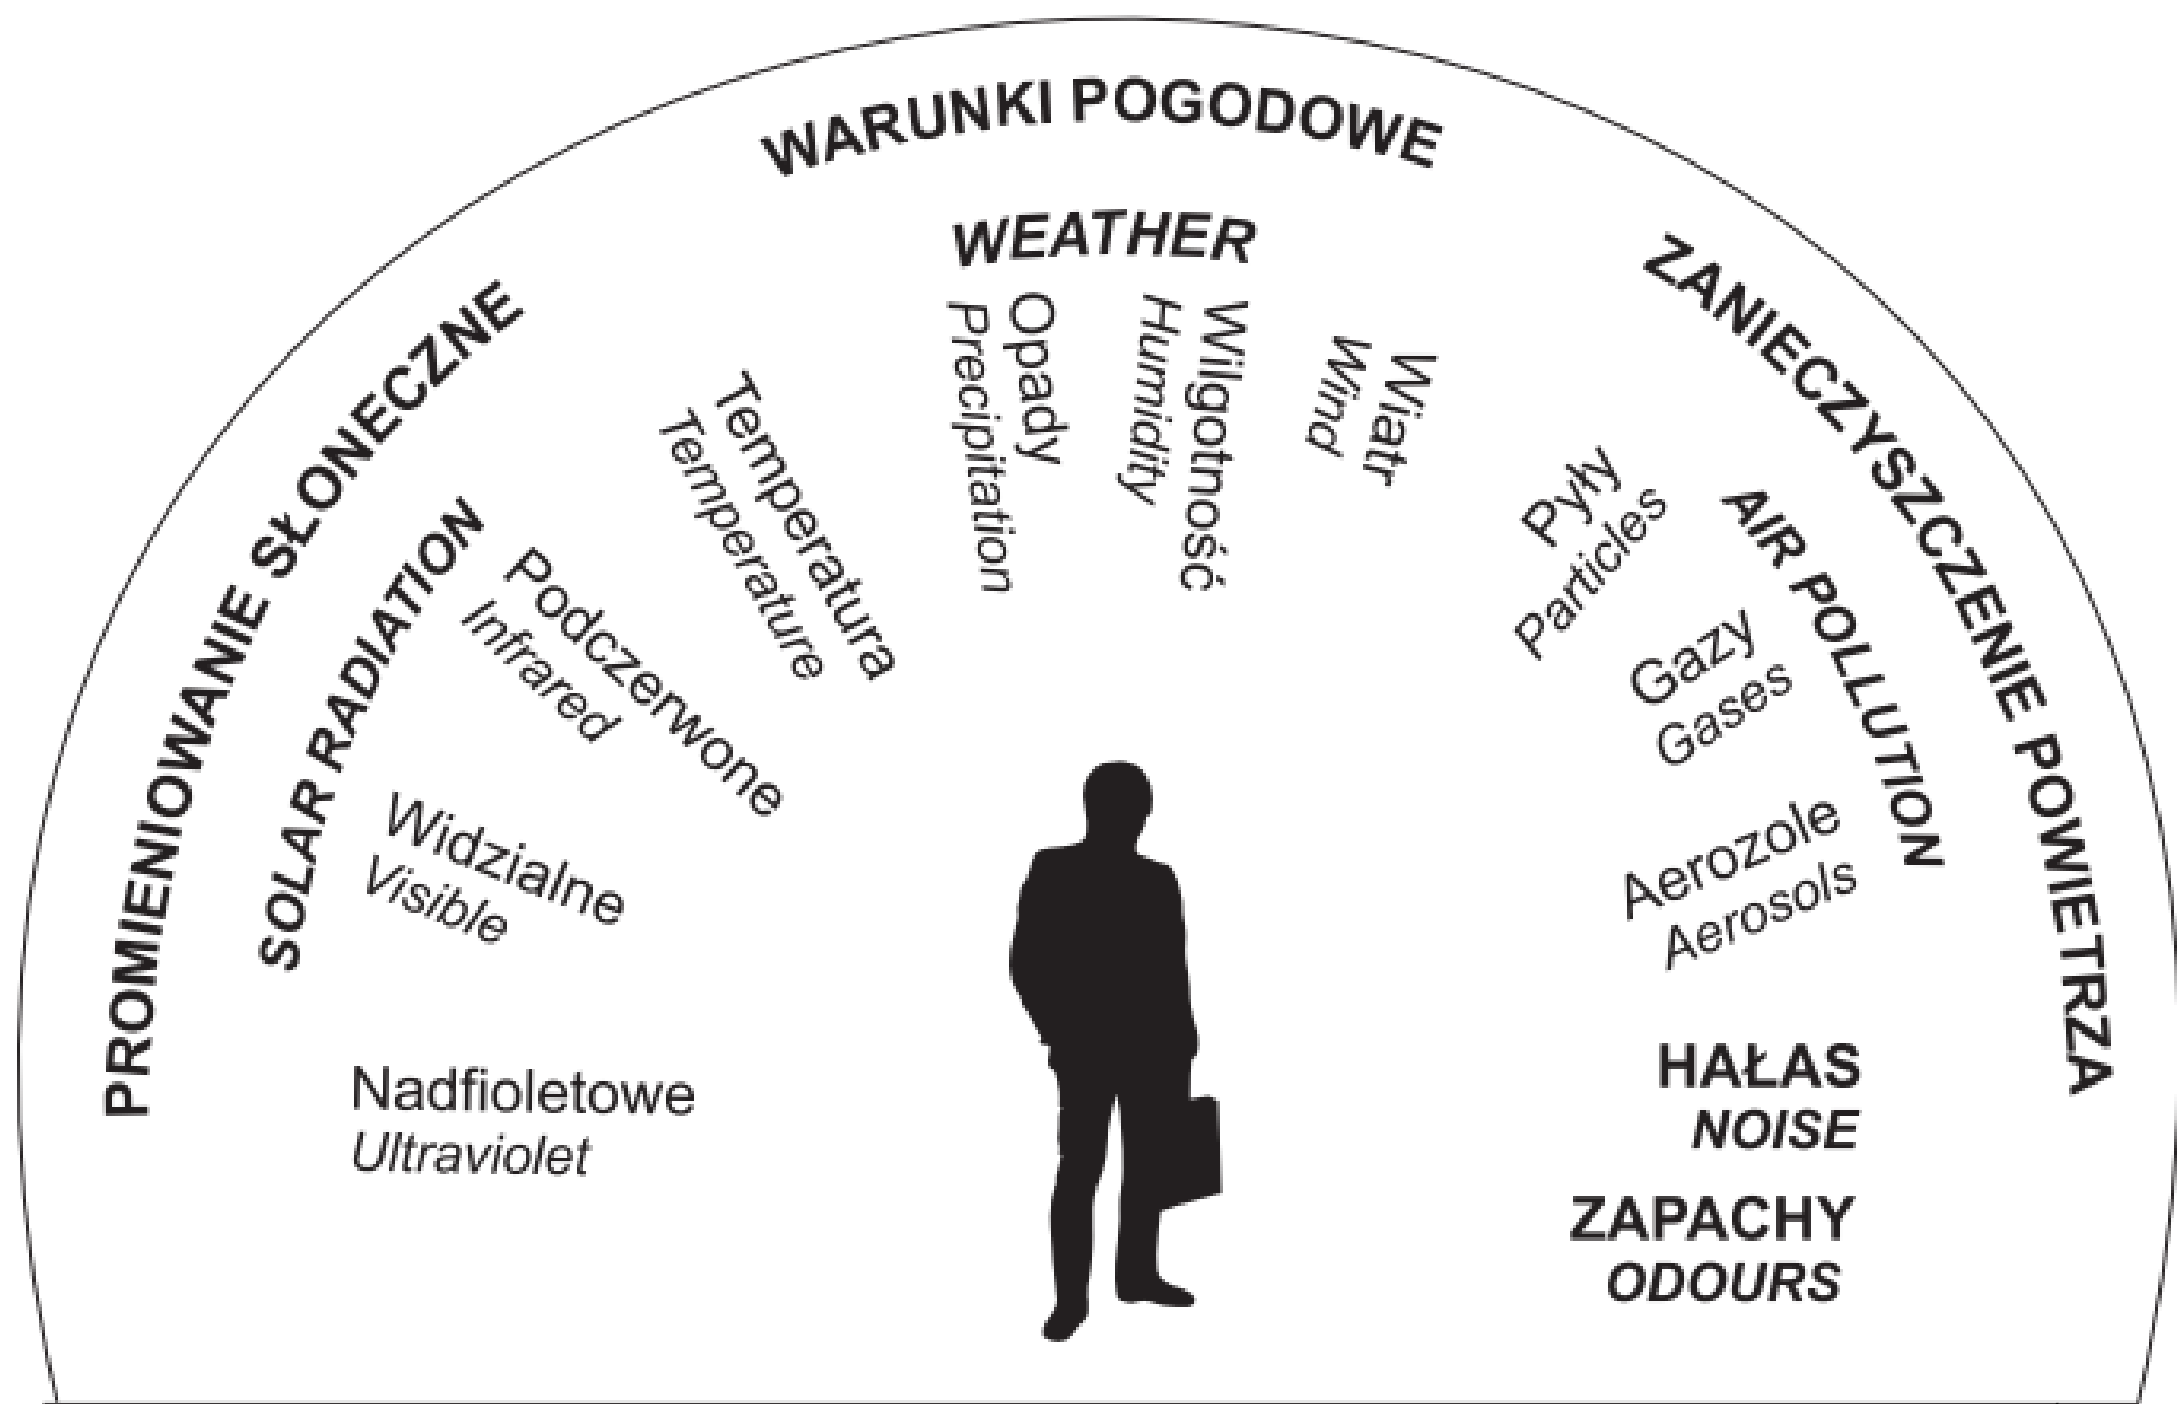 WARUNKI POGODOWE
WEATHER
PROMIENIOWANIE SŁONECZNE
SOLAR RADIATION
Nadfioletowe
Ultraviolet
Widzialne
Visible
Podczerwone
Infrared
Temperatura
Temperature
Opady
Precipitation
Wilgotność
Humidity
Wiatr
Wind
ZANIECZYSZCZENIE POWIETRZA
AIR POLLUTION
Pyły
Particles
Gazy
Gases
Aerozole
Aerosols
HAŁAS
NOISE
ZAPACHY
ODOURS